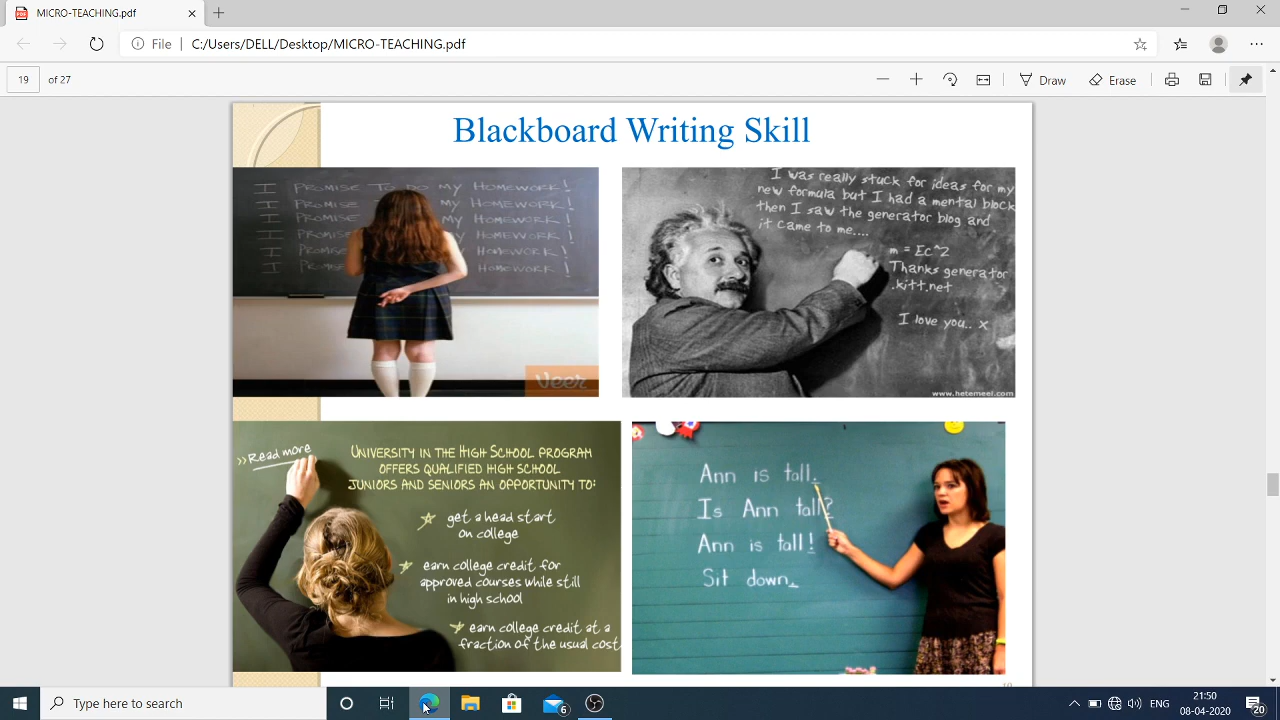 MICRO-TEACHING.pdf
File | C:/Users/DELL/Desktop/MICRO-TEACHING.pdf
19 of 27
Draw
Erase
Blackboard Writing Skill
I PROMISE TO DO MY HOMEWORK!
I PROMISE MY HOMEWORK!
I PROMISE MY HOMEWORK!
I PROMISE MY HOMEWORK!
I PROMISE HOMEWORK!
I PROMISE HOMEWORK!
Veer
I was really stuck for ideas for my
new formula but I had a mental block
then I saw the generator blog and
it came to me....
m = Ec^2
Thanks generator
.kitt.net
I love you.. x
www.hetemeel.com
>>Read more
UNIVERSITY IN THE HIGH SCHOOL PROGRAM
OFFERS QUALIFIED HIGH SCHOOL
JUNIORS AND SENIORS AN OPPORTUNITY TO:
get a head start
on college
earn college credit for
approved courses while still
in high school
earn college credit at a
fraction of the usual cost
Ann is tall.
Is Ann tall?
Ann is tall!
Sit down.
19
Type here to search
6
ENG
21:50
08-04-2020